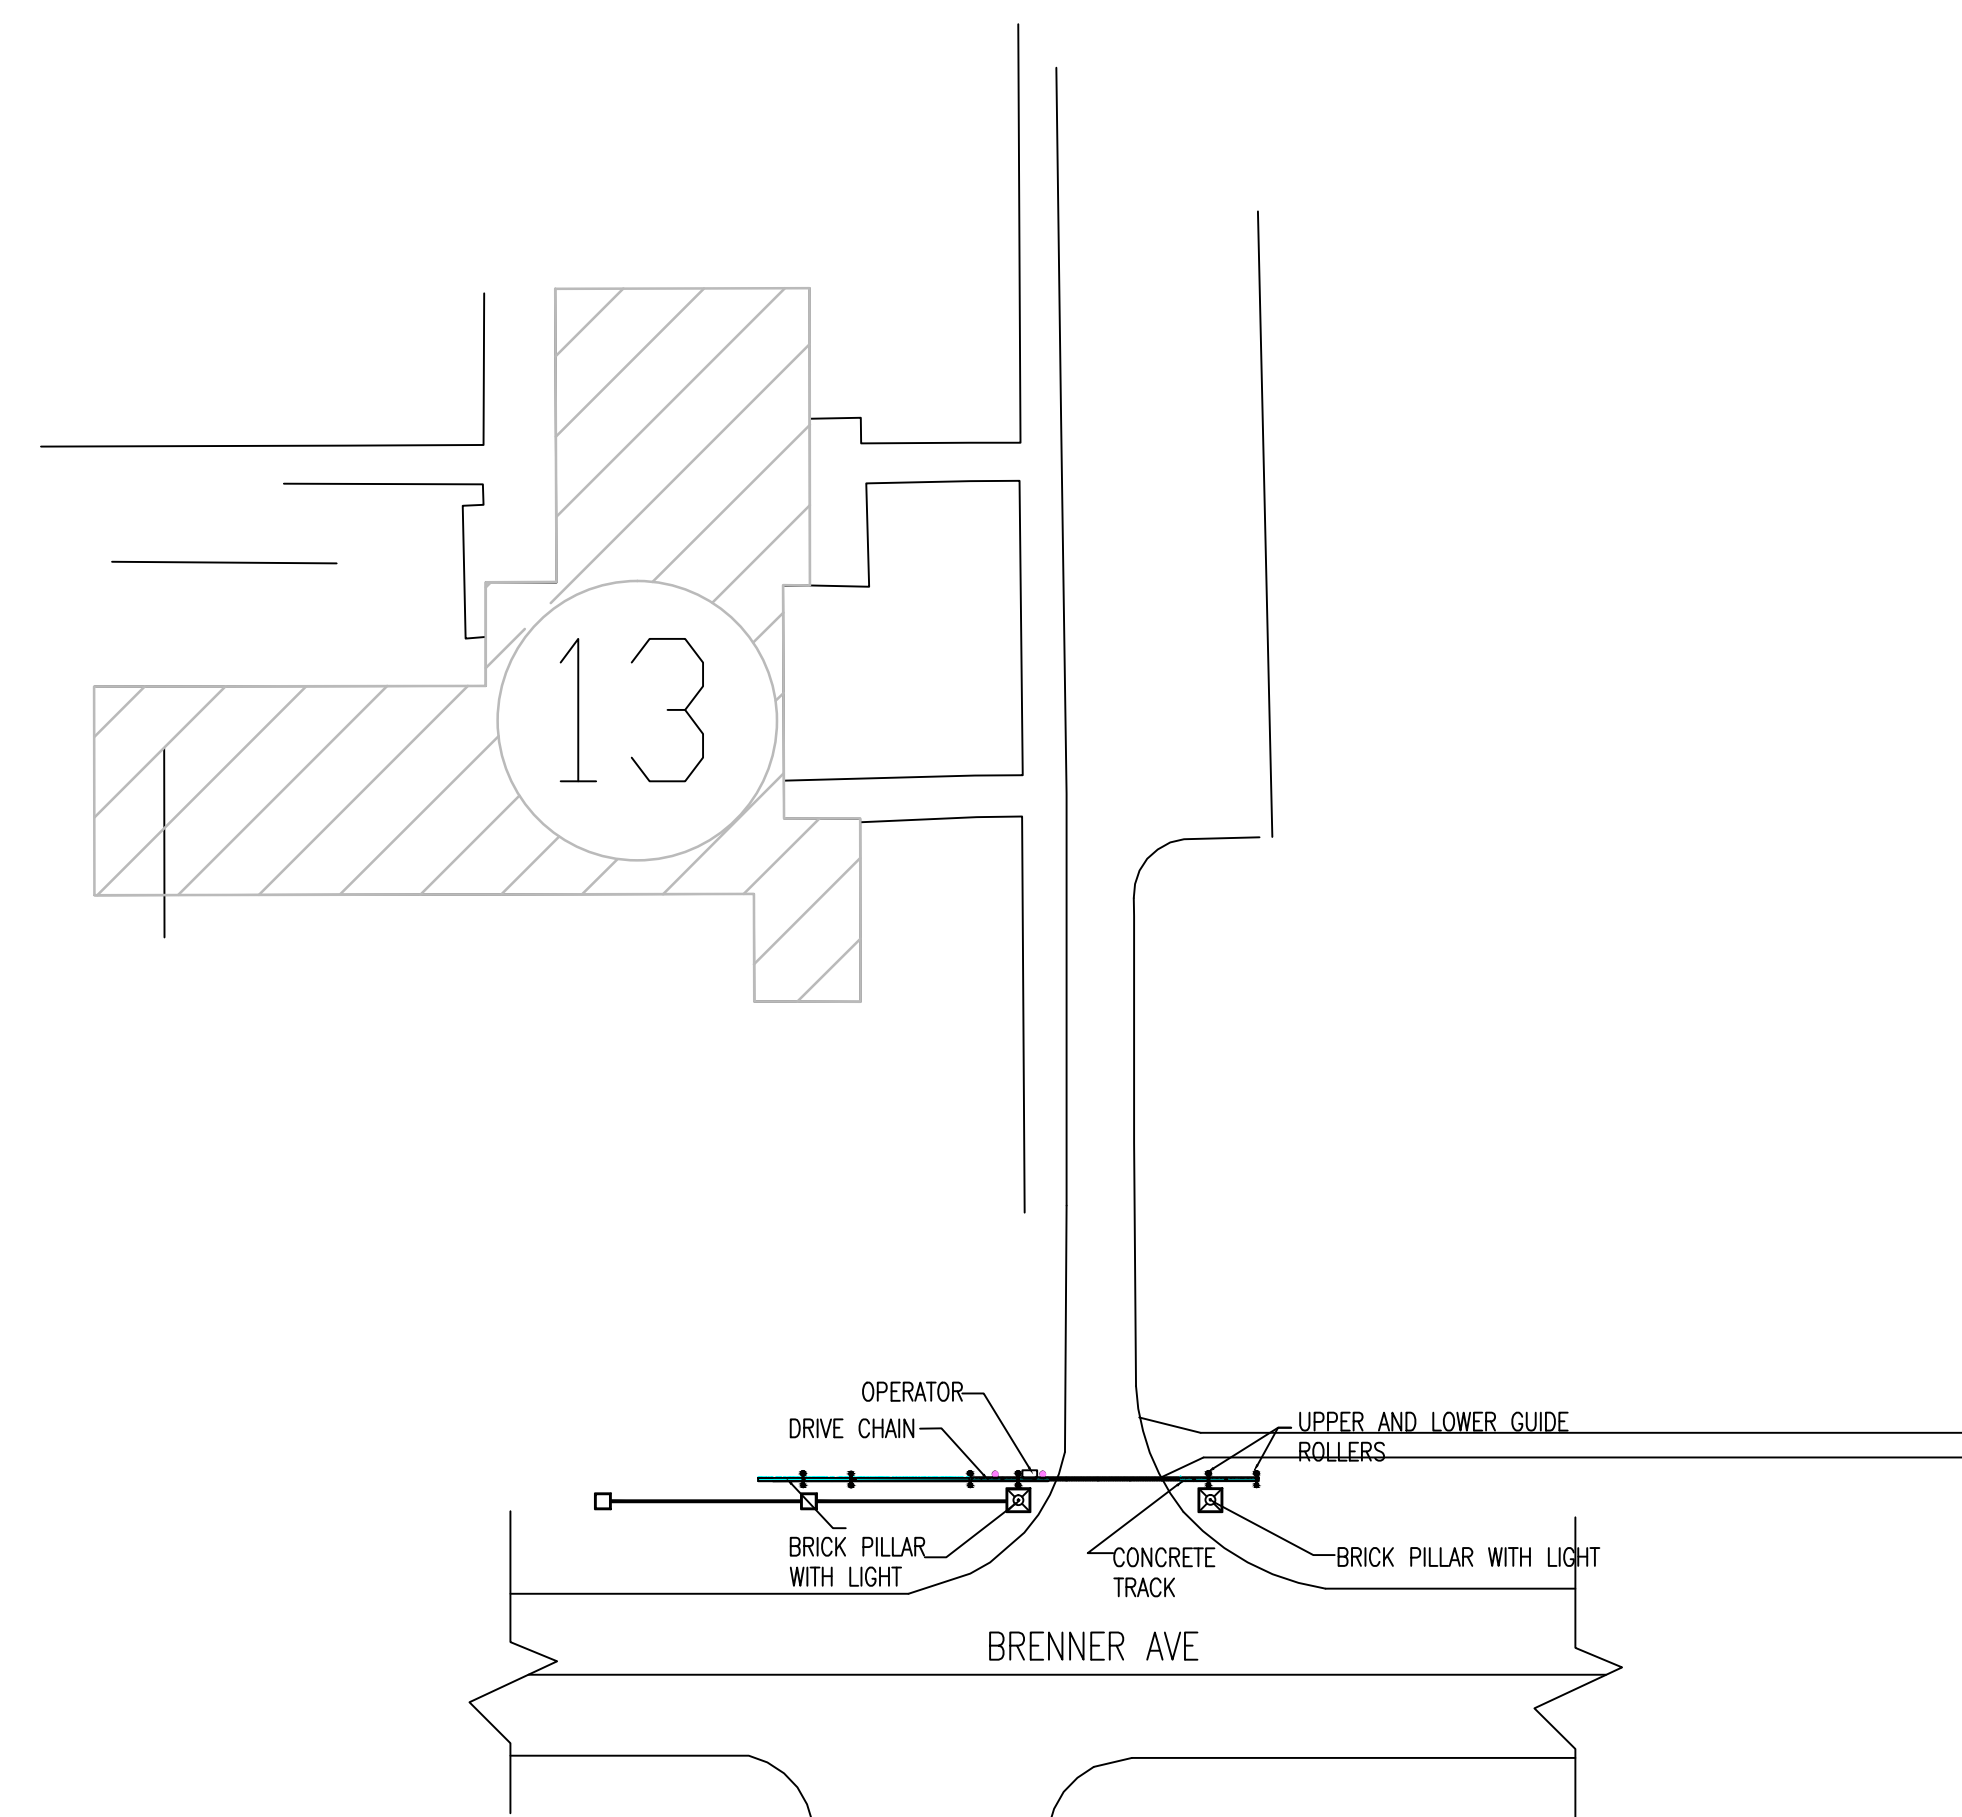 13
OPERATOR
DRIVE CHAIN
UPPER AND LOWER GUIDE
ROLLERS
BRICK PILLAR
WITH LIGHT
CONCRETE
TRACK
BRICK PILLAR WITH LIGHT
BRENNER AVE